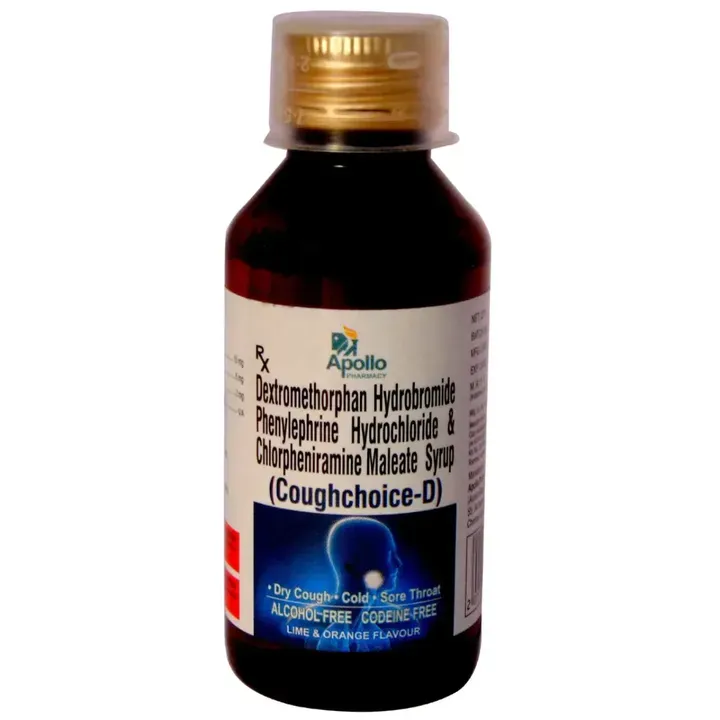 Rx
Apollo
PHARMACY
Dextromethorphan Hydrobromide
Phenylephrine Hydrochloride &
Chlorpheniramine Maleate Syrup
(Coughchoice-D)
• Dry Cough • Cold • Sore Throat
ALCOHOL FREE CODEINE FREE
LIME & ORANGE FLAVOUR